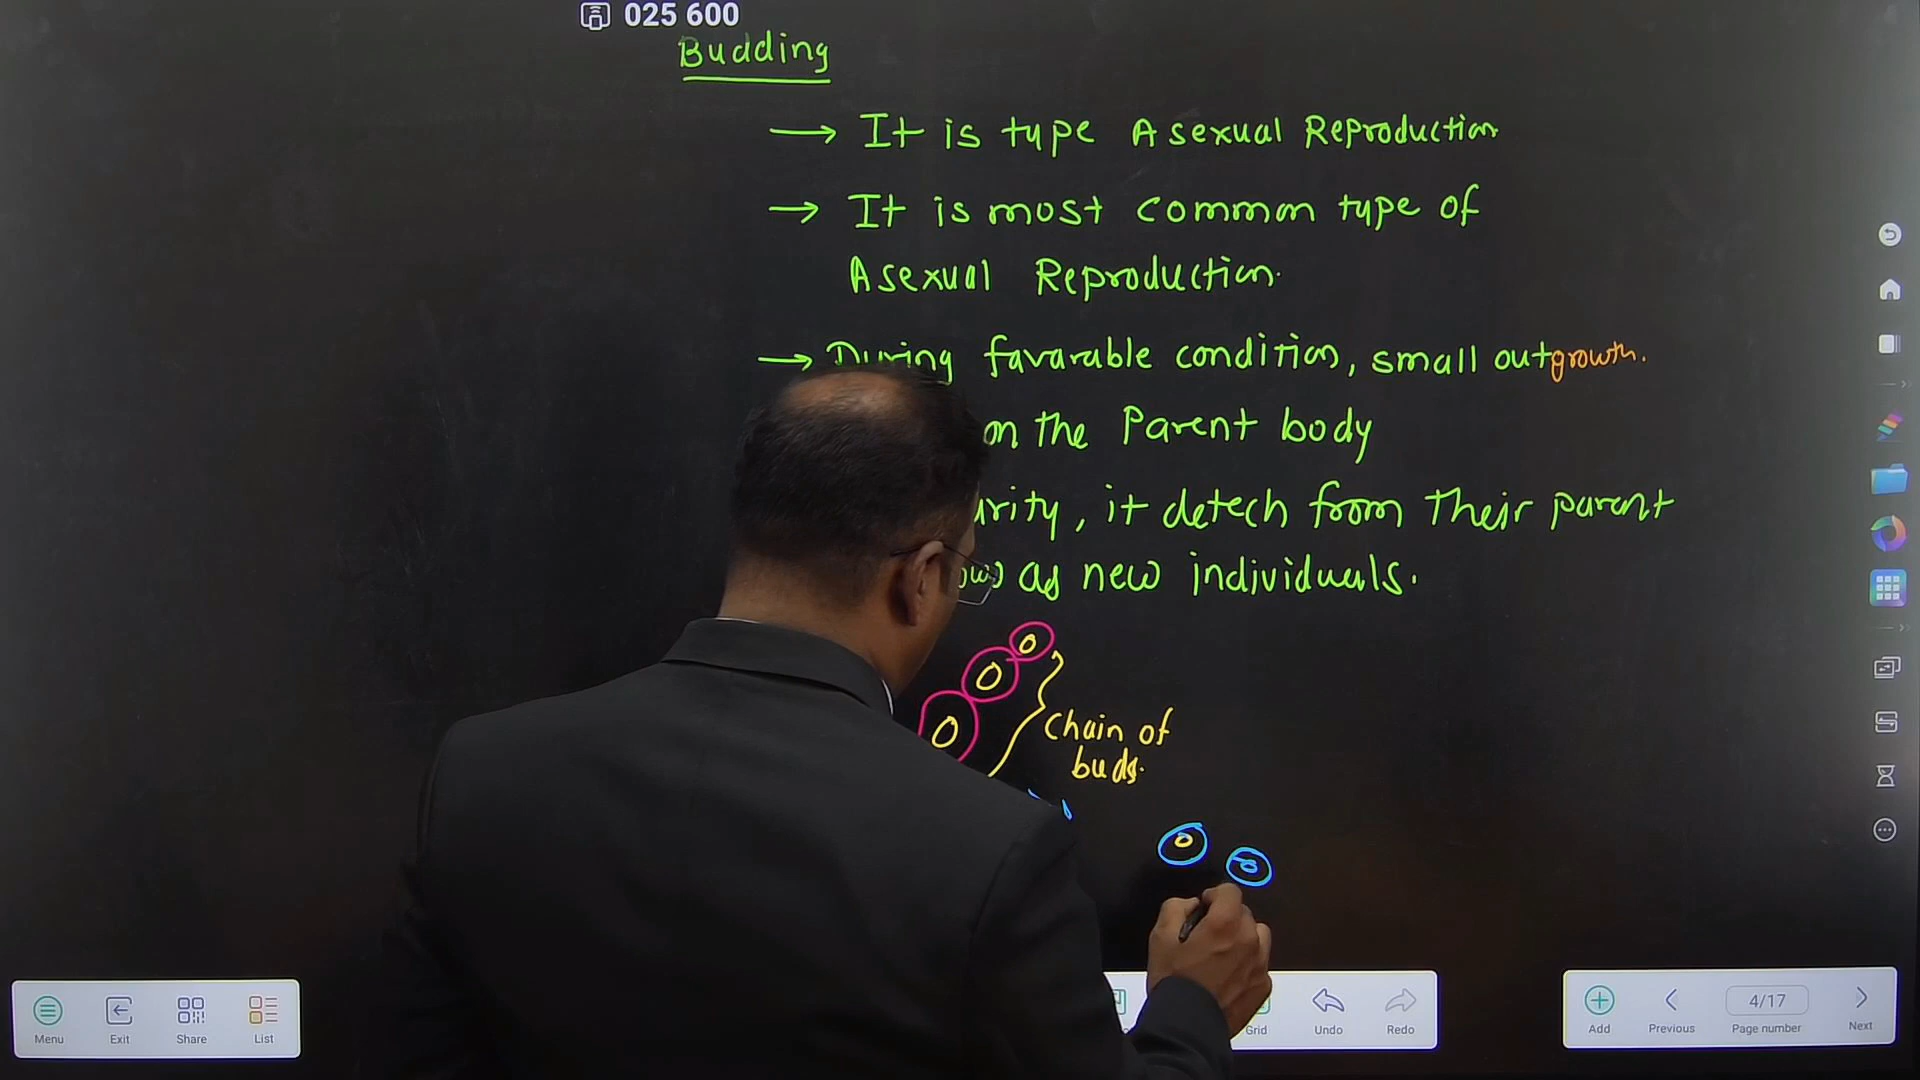 025 600
Budding
→ It is type Asexual Reproduction
→ It is most common type of
Asexual Reproduction.
→ During favarable condition, small outgrowth.
on the Parent body
urity, it detech from Their parent
as new individuals.
Chain of
buds.
Menu
Exit
Share
List
Grid
Undo
Redo
Add
Previous
4/17
Page number
Next